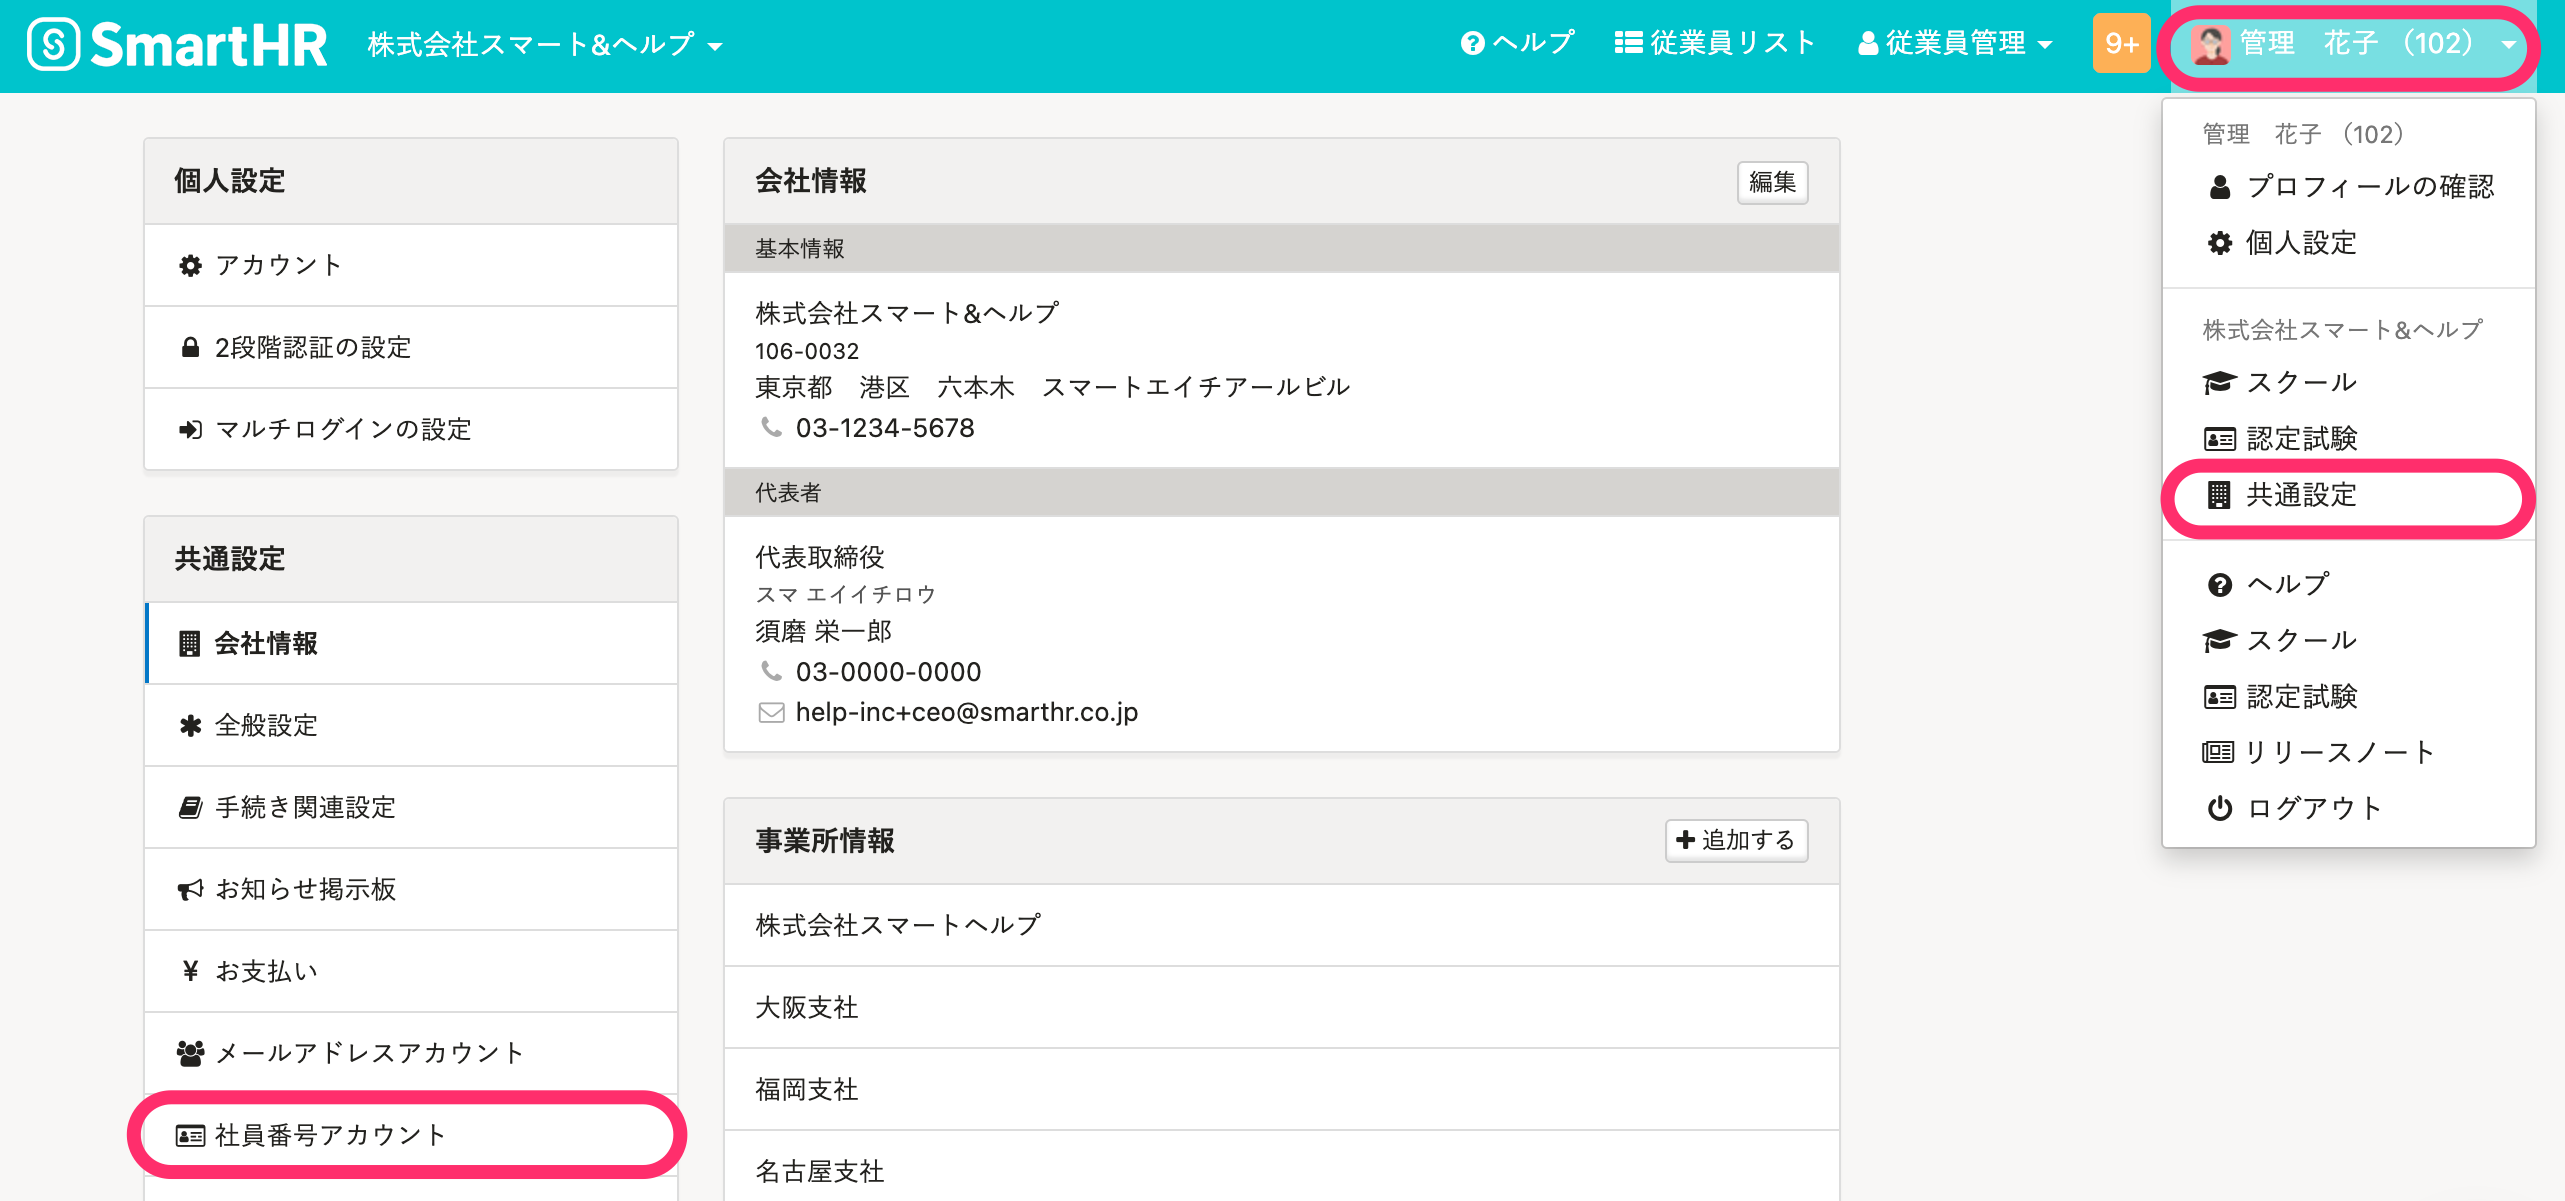 SmartHR 株式会社スマート&ヘルプ ヘルプ 従業員リスト 従業員管理 9+ 管理　花子（102）
個人設定
アカウント
2段階認証の設定
マルチログインの設定
共通設定
会社情報
全般設定
手続き関連設定
お知らせ掲示板
¥ お支払い
メールアドレスアカウント
社員番号アカウント
会社情報 編集
基本情報
株式会社スマート&ヘルプ
106-0032
東京都　港区　六本木　スマートエイチアールビル
03-1234-5678
代表者
代表取締役
スマ エイイチロウ
須磨 栄一郎
03-0000-0000
help-inc+ceo@smarthr.co.jp
事業所情報 追加する
株式会社スマートヘルプ
大阪支社
福岡支社
名古屋支社
管理　花子（102）
プロフィールの確認
個人設定
株式会社スマート&ヘルプ
スクール
認定試験
共通設定
ヘルプ
スクール
認定試験
リリースノート
ログアウト